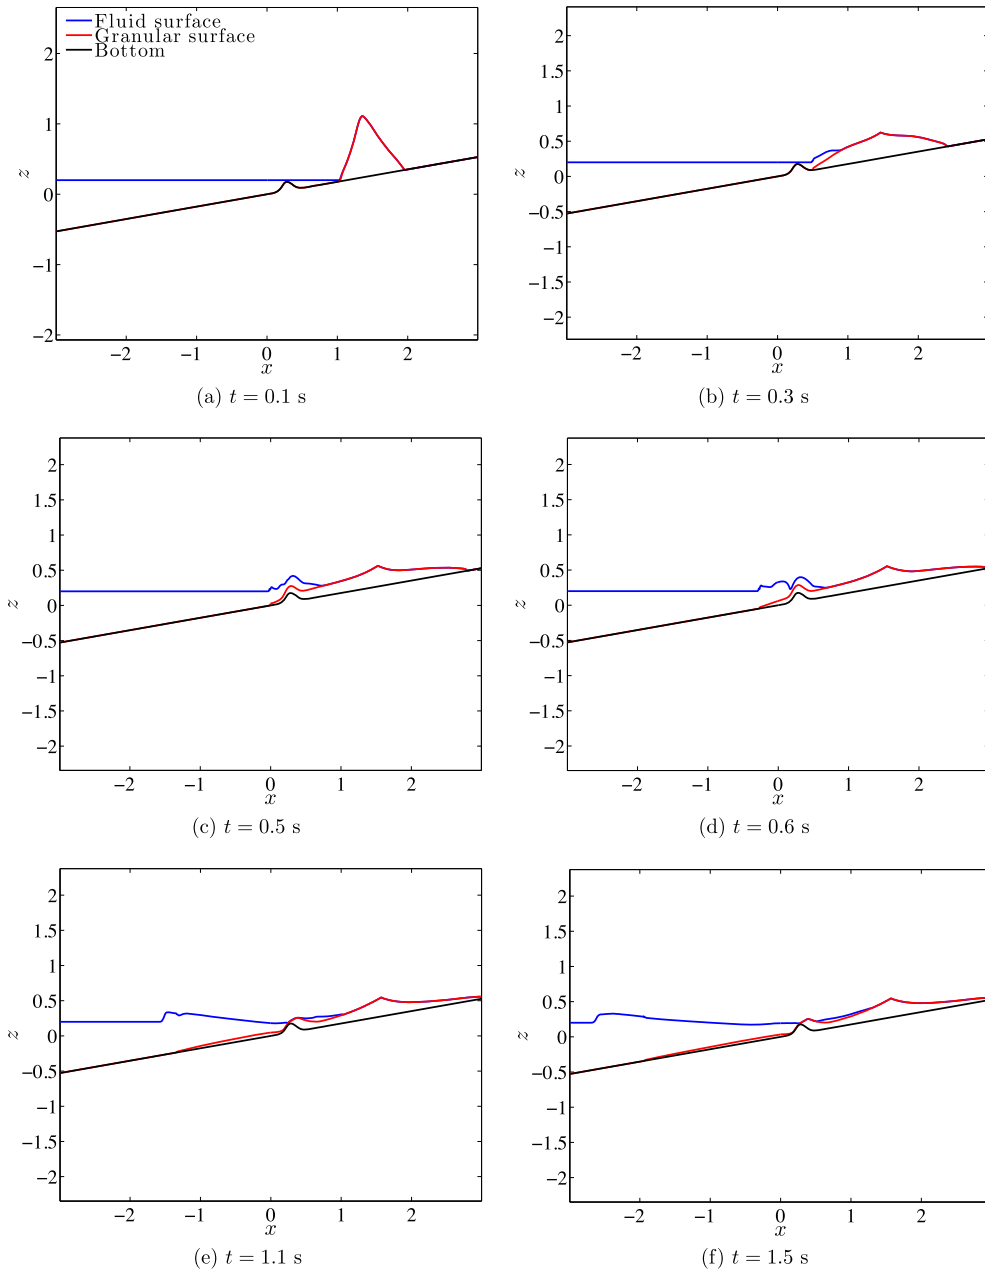 Fluid surface
Granular surface
Bottom
2
1
0
−1
−2
z
−2 −1 0 1 2
x
(a) t = 0.1 s
2
1.5
1
0.5
0
−0.5
−1
−1.5
−2
z
−2 −1 0 1 2
x
(b) t = 0.3 s
2
1.5
1
0.5
0
−0.5
−1
−1.5
−2
z
−2 −1 0 1 2
x
(c) t = 0.5 s
2
1.5
1
0.5
0
−0.5
−1
−1.5
−2
z
−2 −1 0 1 2
x
(d) t = 0.6 s
2
1.5
1
0.5
0
−0.5
−1
−1.5
−2
z
−2 −1 0 1 2
x
(e) t = 1.1 s
2
1.5
1
0.5
0
−0.5
−1
−1.5
−2
z
−2 −1 0 1 2
x
(f) t = 1.5 s